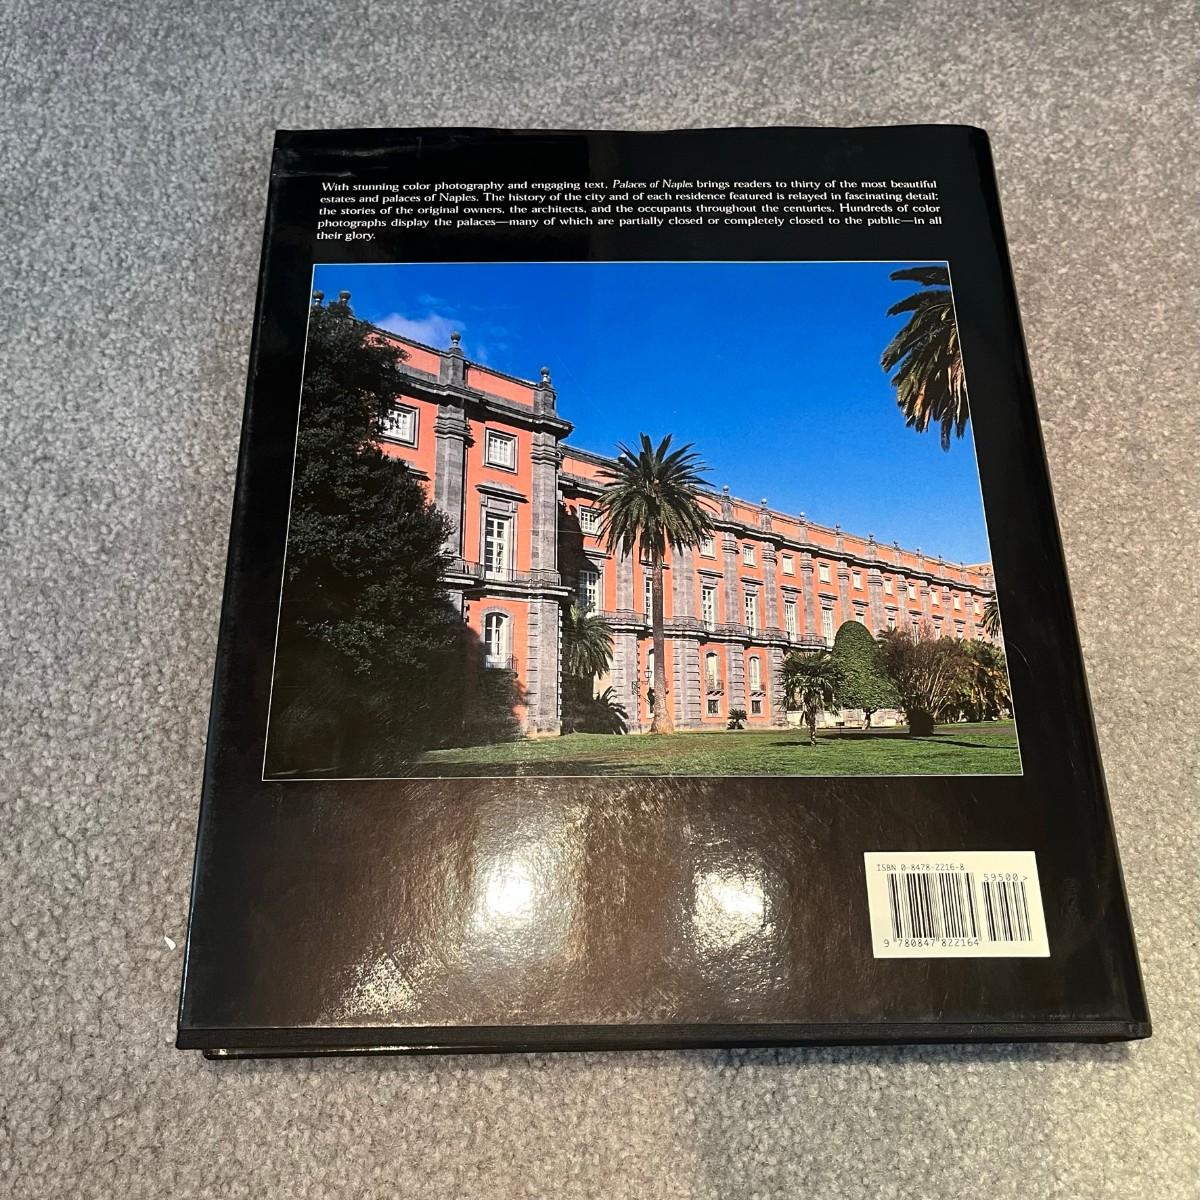 With stunning color photography and engaging text, Palaces of Naples brings readers to thirty of the most beautiful
estates and palaces of Naples. The history of the city and of each residence featured is relayed in fascinating detail:
the stories of the original owners, the architects, and the occupants throughout the centuries. Hundreds of color
photographs display the palaces—many of which are partially closed or completely closed to the public—in all
their glory.
ISBN 0-8478-2216-8
59500>
9 780847 822164